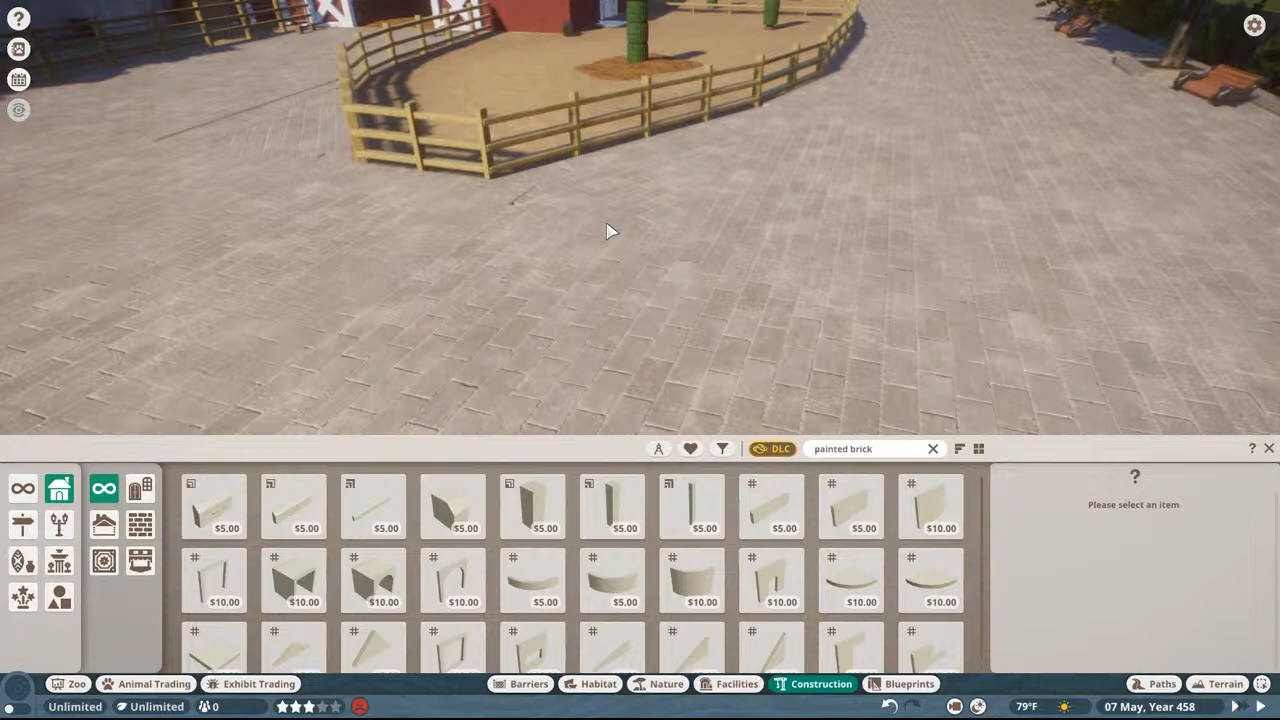 DLC painted brick
$5.00 $5.00 $5.00 $5.00 $5.00 $5.00 $5.00 $5.00 $5.00 $10.00
Please select an item
$10.00 $10.00 $10.00 $10.00 $5.00 $5.00 $10.00 $10.00 $10.00 $10.00
Zoo Animal Trading Exhibit Trading Barriers Habitat Nature Facilities Construction Blueprints Paths Terrain
Unlimited Unlimited 0 79°F 07 May, Year 458